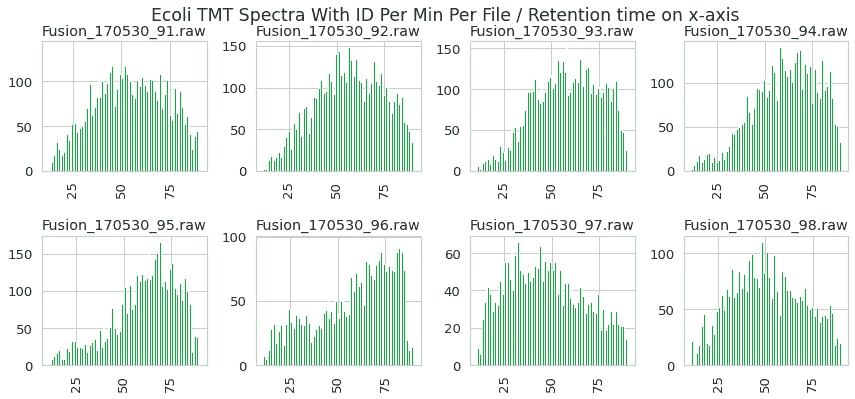 Ecoli TMT Spectra With ID Per Min Per File / Retention time on x-axis
Fusion_170530_91.raw Fusion_170530_92.raw Fusion_170530_93.raw Fusion_170530_94.raw
100
50
0
25 50 75
150
100
50
0
25 50 75
150
100
50
0
25 50 75
100
50
0
25 50 75
Fusion_170530_95.raw Fusion_170530_96.raw Fusion_170530_97.raw Fusion_170530_98.raw
150
100
50
0
25 50 75
100
50
0
25 50 75
60
40
20
0
25 50 75
100
50
0
25 50 75